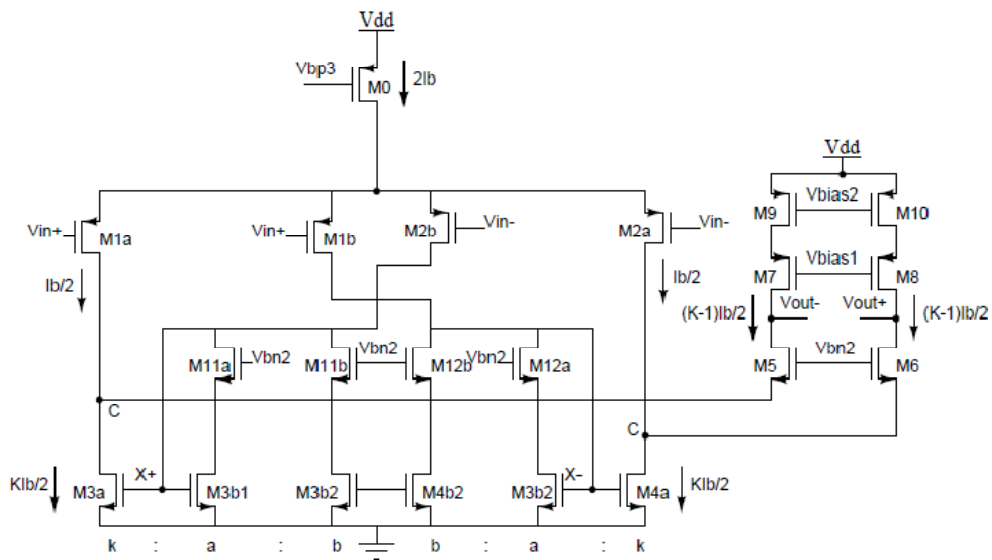 Vdd
Vbp3
M0
2Ib
Vdd
Vin+
M1a
Vin+
M1b
M2b
Vin-
M2a
Vin-
M9
Vbias2
M10
Ib/2
Ib/2
M7
Vbias1
M8
(K-1)Ib/2
Vout-
Vout+
(K-1)Ib/2
M11a
Vbn2
M11b
Vbn2
M12b
Vbn2
M12a
M5
Vbn2
M6
C
C
KIb/2
M3a
X+
M3b1
M3b2
M4b2
M3b2
X-
M4a
KIb/2
k : a : b b : a : k